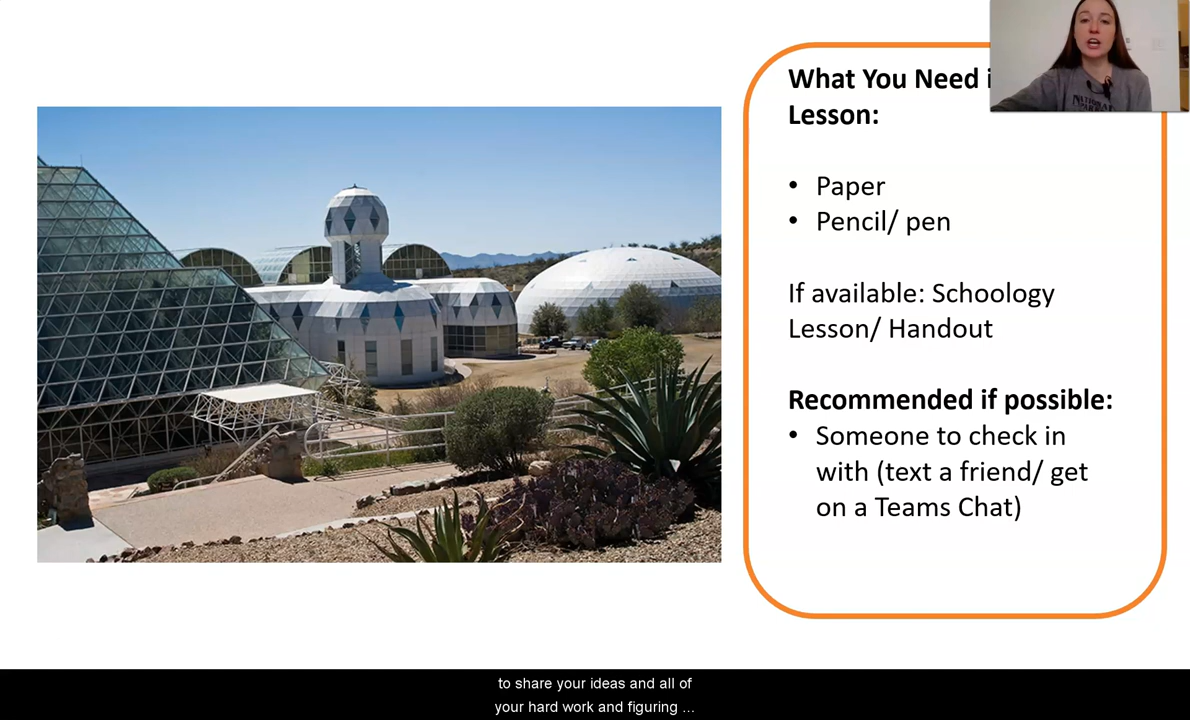 What You Need i
Lesson:
• Paper
• Pencil/ pen
If available: Schoology
Lesson/ Handout
Recommended if possible:
• Someone to check in
with (text a friend/ get
on a Teams Chat)
to share your ideas and all of
your hard work and figuring ...